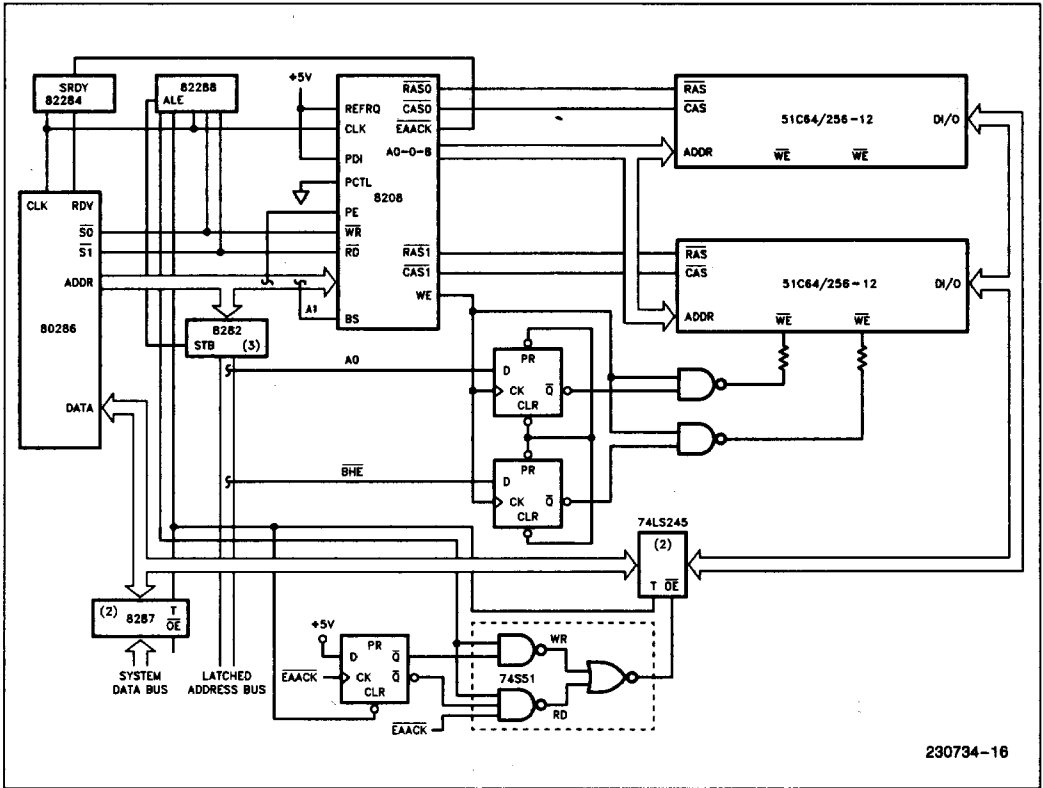 SRDY
82284
82288
ALE
+5V
REFRQ
CLK
PDI
PCTL
PE
WR
RD
BS
8208
RAS0
CAS0
EAACK
A0-0-8
RAS1
CAS1
WE
RAS
CAS
ADDR
51C64/256-12
WE WE
DI/O
RAS
CAS
ADDR
51C64/256-12
WE WE
DI/O
CLK RDY
S0
S1
ADDR
80286
DATA
A1
8282
STB (3)
A0
PR
D
CK Q
CLR
BHE
PR
D
CK Q
CLR
74LS245
(2)
T OE
(2) 8287 T
OE
SYSTEM
DATA BUS
LATCHED
ADDRESS BUS
+5V
PR
D Q
EAACK CK Q
CLR
WR
74S51
RD
EAACK
230734-16